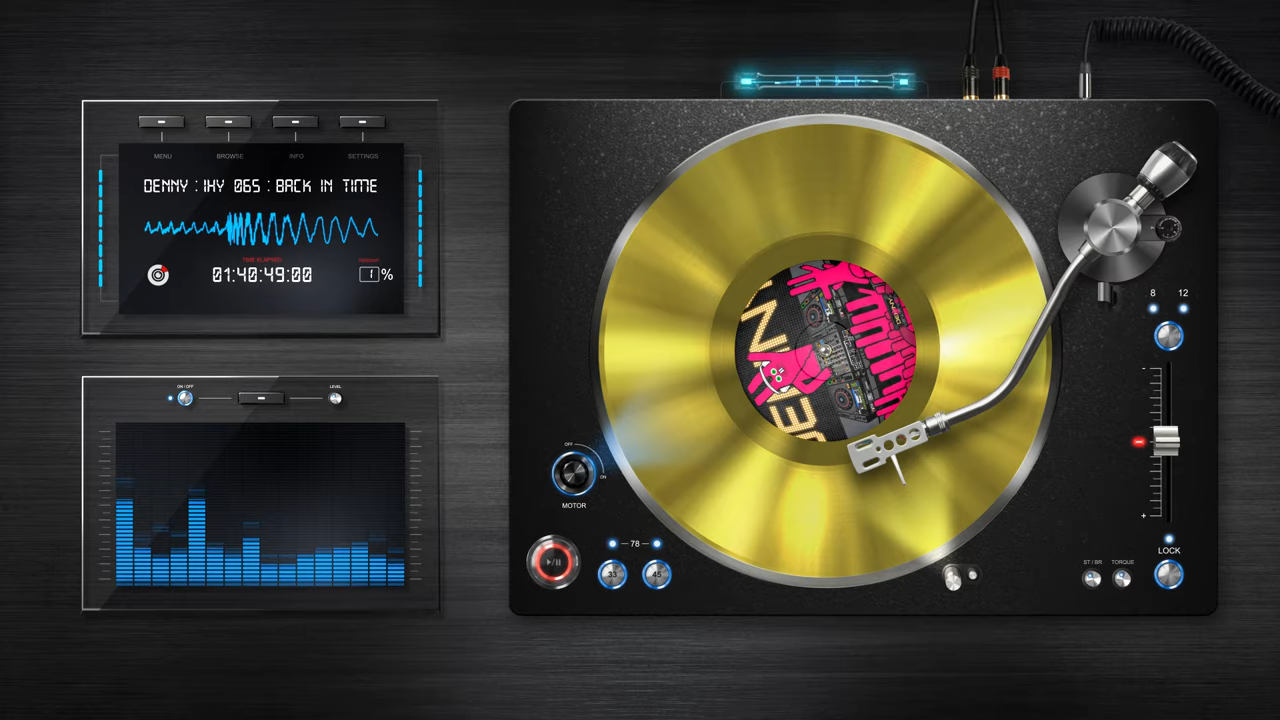 MENU BROWSE INFO SETTINGS
DENNY : IHY 065 : BACK IN TIME
TIME ELAPSED
01:40:49:00
1 %
ON / OFF
LEVEL
OFF
ON
MOTOR
78
33 45
8 12
-
+
LOCK
ST / BR TORQUE